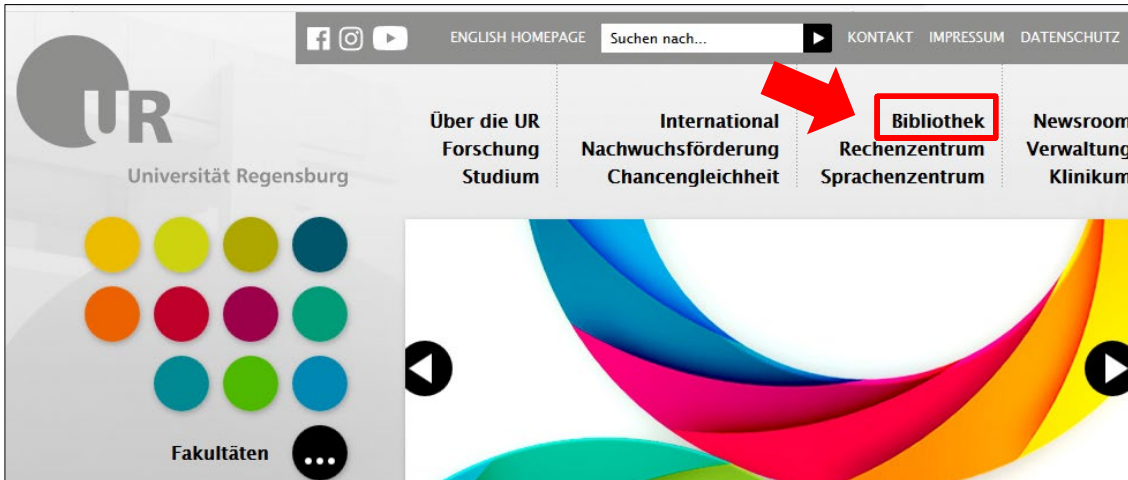 ENGLISH HOMEPAGE
Suchen nach...
KONTAKT IMPRESSUM DATENSCHUTZ
UR
Universität Regensburg
Über die UR
Forschung
Studium
International
Nachwuchsförderung
Chancengleichheit
Bibliothek
Rechenzentrum
Sprachenzentrum
Newsroom
Verwaltung
Klinikum
Fakultäten